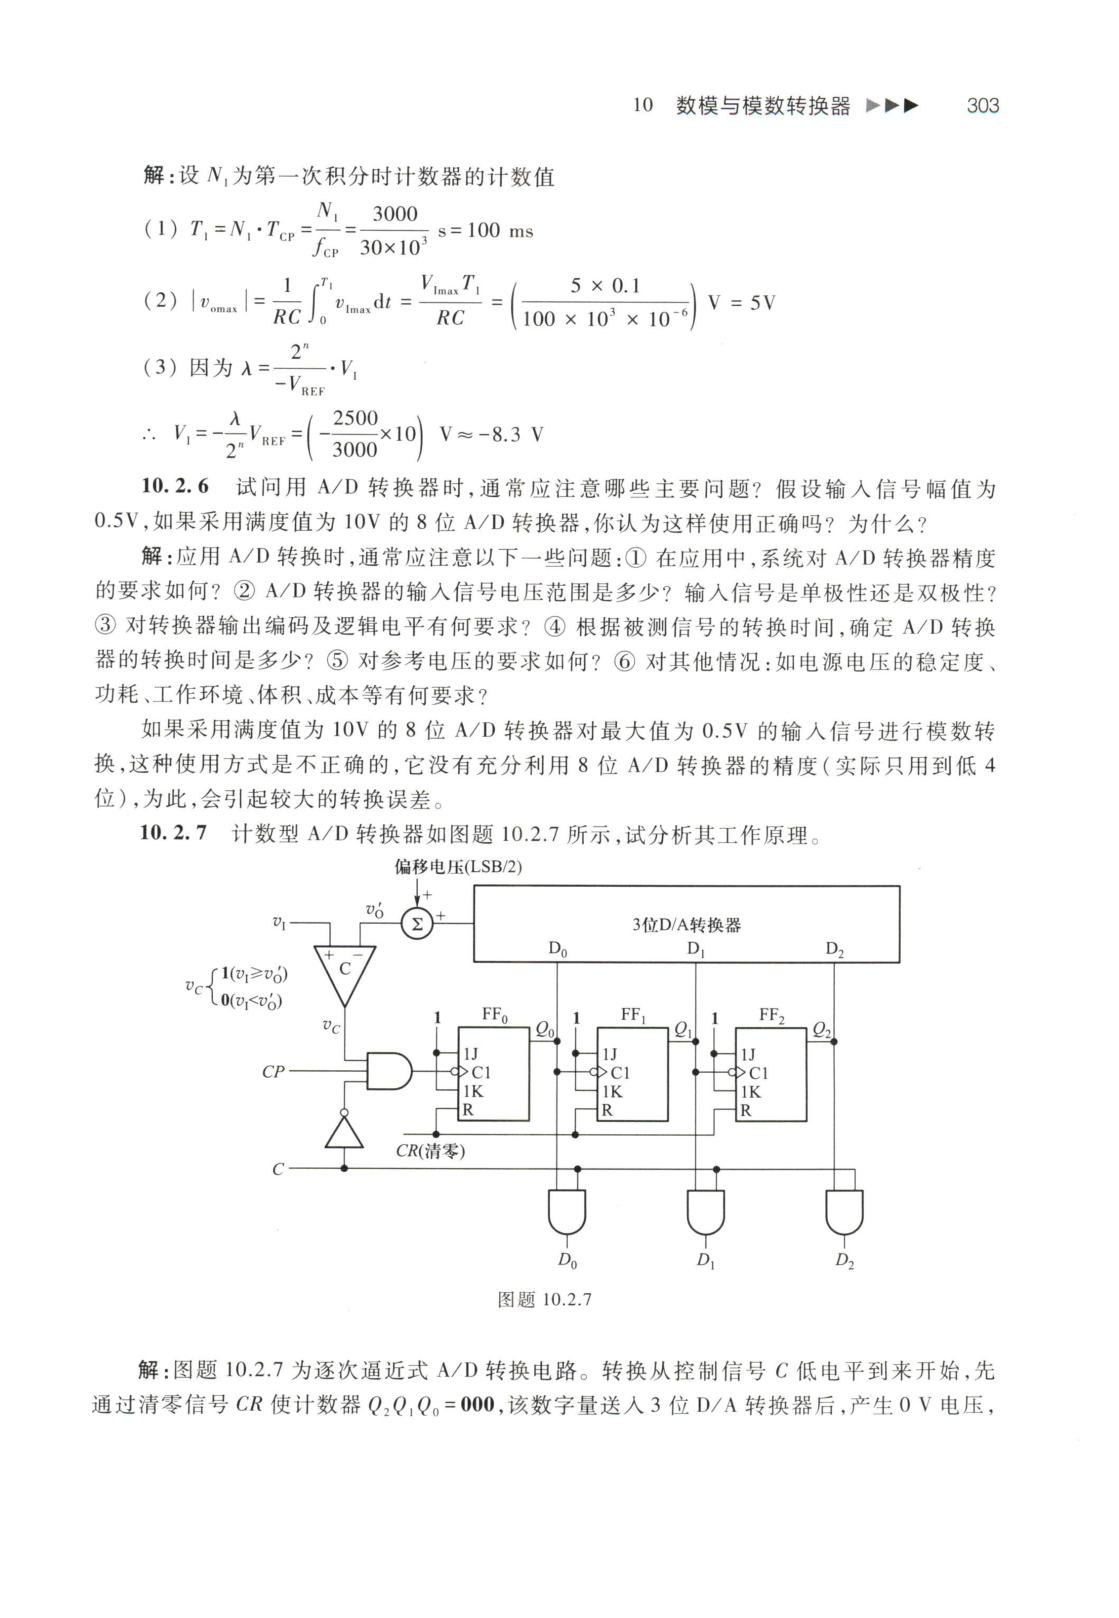 10 数模与模数转换器 ▶▶▶ 303
解:设 N₁为第一次积分时计数器的计数值
(1) T₁=N₁·T_CP=N₁/f_CP=3000/(30×10³) s=100 ms
(2) |v_omax|=1/RC ∫₀^T₁ v_Imax dt = V_Imax T₁/RC = (5 × 0.1/(100 × 10³ × 10⁻⁶)) V = 5V
(3) 因为 λ=2ⁿ/(-V_REF)·V_I
∴ V_I=-λ/2ⁿ V_REF=(-2500/3000×10) V≈-8.3 V
10.2.6 试问用 A/D 转换器时,通常应注意哪些主要问题? 假设输入信号幅值为
0.5V,如果采用满度值为 10V 的 8 位 A/D 转换器,你认为这样使用正确吗? 为什么?
解:应用 A/D 转换时,通常应注意以下一些问题:① 在应用中,系统对 A/D 转换器精度
的要求如何? ② A/D 转换器的输入信号电压范围是多少? 输入信号是单极性还是双极性?
③ 对转换器输出编码及逻辑电平有何要求? ④ 根据被测信号的转换时间,确定 A/D 转换
器的转换时间是多少? ⑤ 对参考电压的要求如何? ⑥ 对其他情况:如电源电压的稳定度、
功耗、工作环境、体积、成本等有何要求?
如果采用满度值为 10V 的 8 位 A/D 转换器对最大值为 0.5V 的输入信号进行模数转
换,这种使用方式是不正确的,它没有充分利用 8 位 A/D 转换器的精度(实际只用到低 4
位),为此,会引起较大的转换误差。
10.2.7 计数型 A/D 转换器如图题 10.2.7 所示,试分析其工作原理。
偏移电压(LSB/2)
+
v_I v′_O Σ + 3位D/A转换器
D₀ D₁ D₂
+ − C
v_C { 1(v_I≥v′_O)
0(v_I<v′_O)
v_C
1 FF₀ Q₀ 1 FF₁ Q₁ 1 FF₂ Q₂
1J 1J 1J
CP C1 C1 C1
1K 1K 1K
R R R
CR(清零)
C
D₀ D₁ D₂
图题 10.2.7
解:图题 10.2.7 为逐次逼近式 A/D 转换电路。转换从控制信号 C 低电平到来开始,先
通过清零信号 CR 使计数器 Q₂Q₁Q₀=000,该数字量送入 3 位 D/A 转换器后,产生 0 V 电压,